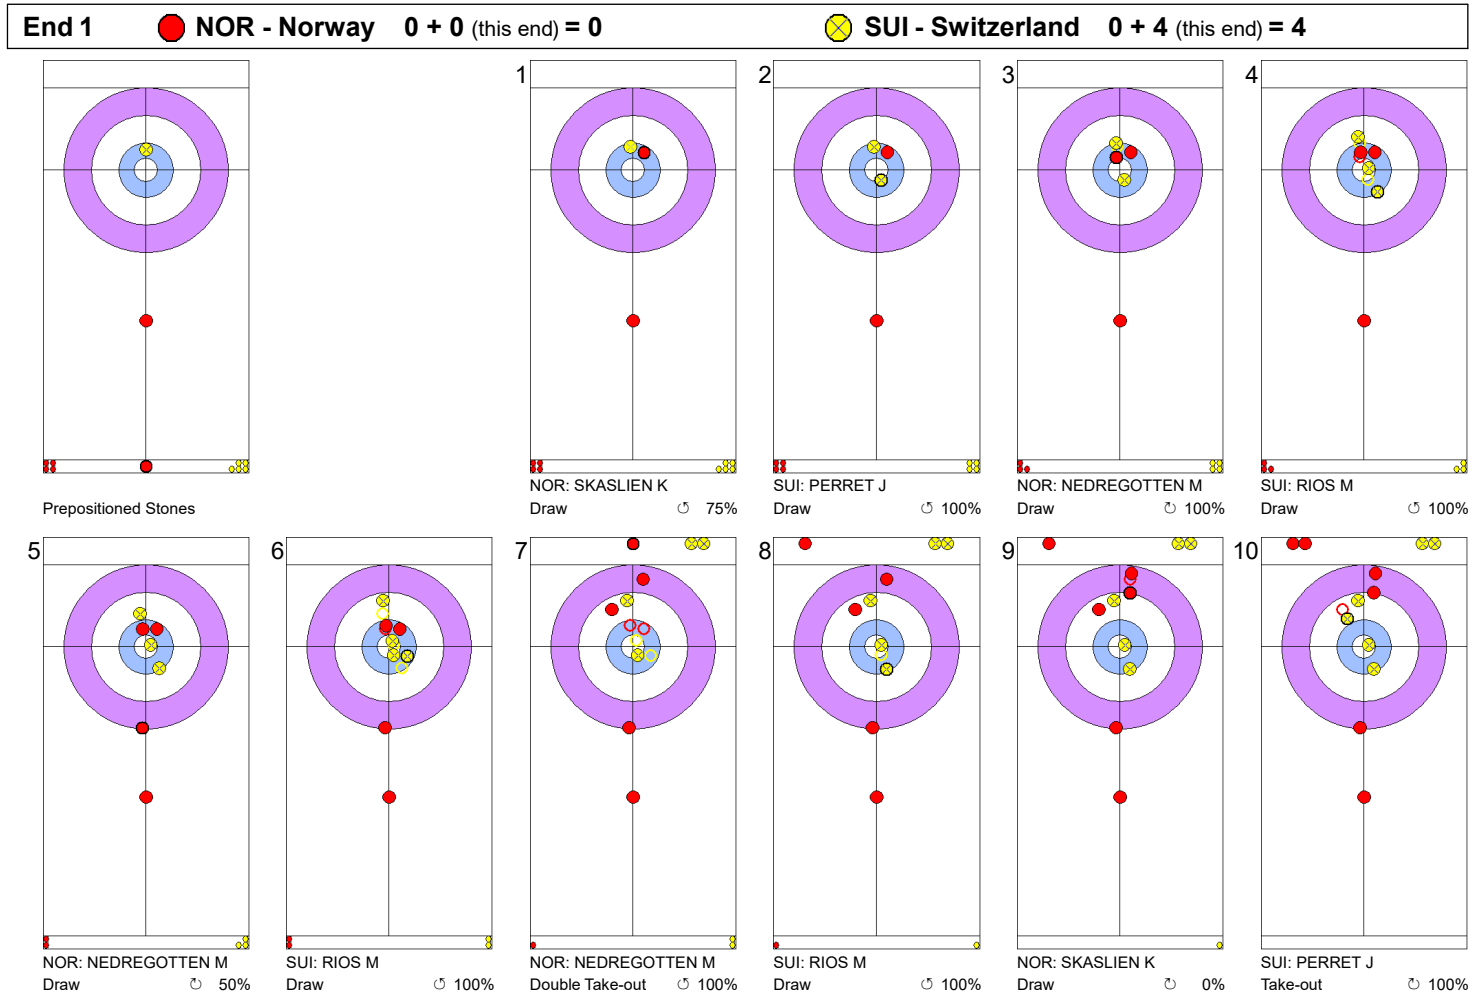 End 1 NOR - Norway 0 + 0 (this end) = 0 SUI - Switzerland 0 + 4 (this end) = 4
1 2 3 4
Prepositioned Stones
NOR: SKASLIEN K
Draw 75%
SUI: PERRET J
Draw 100%
NOR: NEDREGOTTEN M
Draw 100%
SUI: RIOS M
Draw 100%
5 6 7 8 9 10
NOR: NEDREGOTTEN M
Draw 50%
SUI: RIOS M
Draw 100%
NOR: NEDREGOTTEN M
Double Take-out 100%
SUI: RIOS M
Draw 100%
NOR: SKASLIEN K
Draw 0%
SUI: PERRET J
Take-out 100%